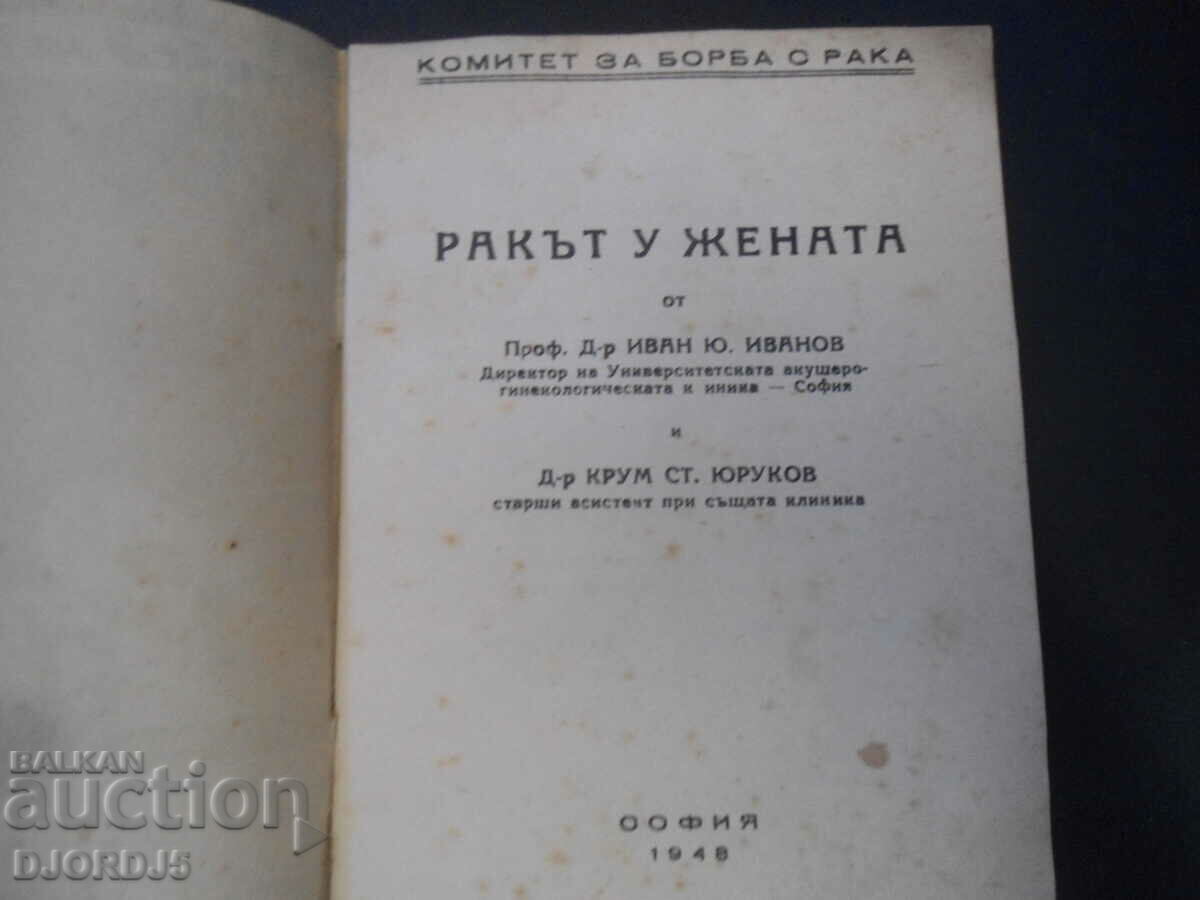 КОМИТЕТ ЗА БОРБА С РАКА
РАКЪТ У ЖЕНАТА
от
Проф. Д-р ИВАН Ю. ИВАНОВ
Директор на Университетската акушеро-
гинекологическата к иника — София
и
Д-р КРУМ СТ. ЮРУКОВ
старши асистент при същата клиника
СОФИЯ
1948
BALKAN
auction
DJORDJ5